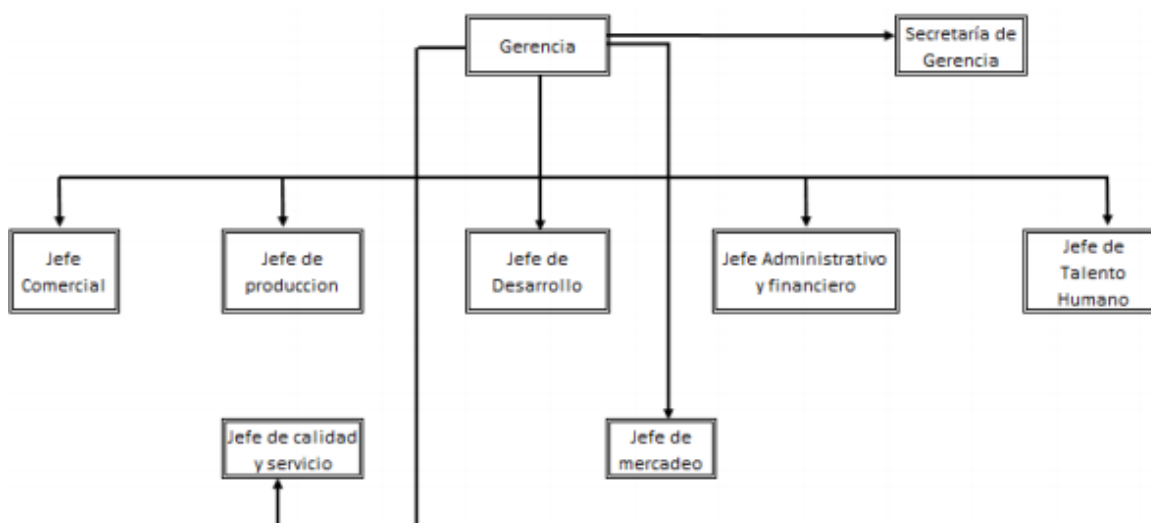 Gerencia
Secretaría de
Gerencia
Jefe
Comercial
Jefe de
produccion
Jefe de
Desarrollo
Jefe Administrativo
y financiero
Jefe de
Talento
Humano
Jefe de calidad
y servicio
Jefe de
mercadeo